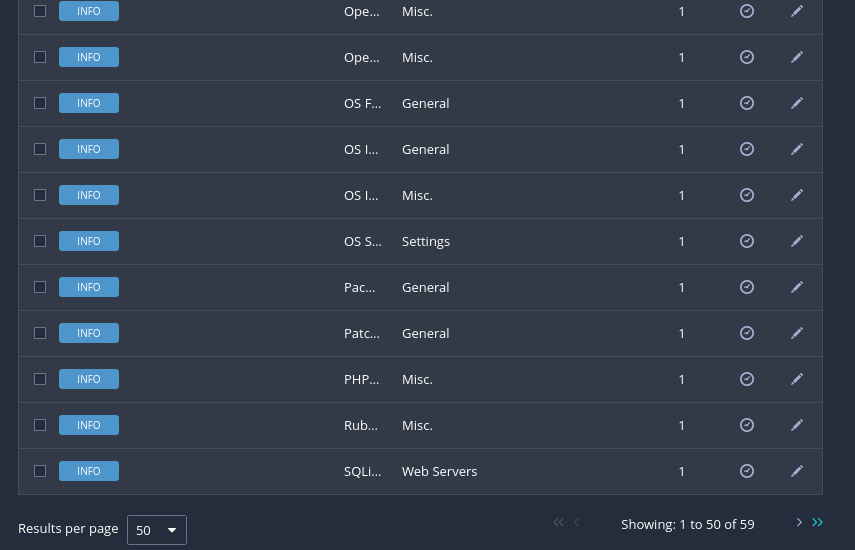 INFO Ope... Misc. 1
INFO Ope... Misc. 1
INFO OS F... General 1
INFO OS I... General 1
INFO OS I... Misc. 1
INFO OS S... Settings 1
INFO Pac... General 1
INFO Patc... General 1
INFO PHP... Misc. 1
INFO Rub... Misc. 1
INFO SQLi... Web Servers 1
Results per page 50 Showing: 1 to 50 of 59